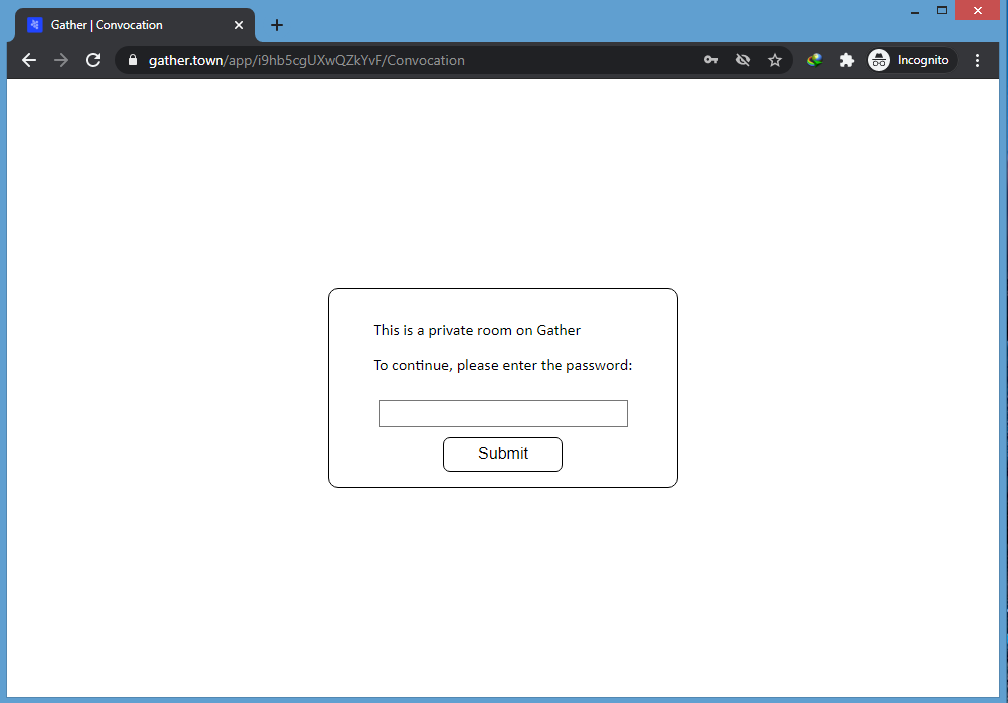 Gather | Convocation
gather.town/app/i9hb5cgUXwQZkYvF/Convocation
Incognito
This is a private room on Gather
To continue, please enter the password:
Submit